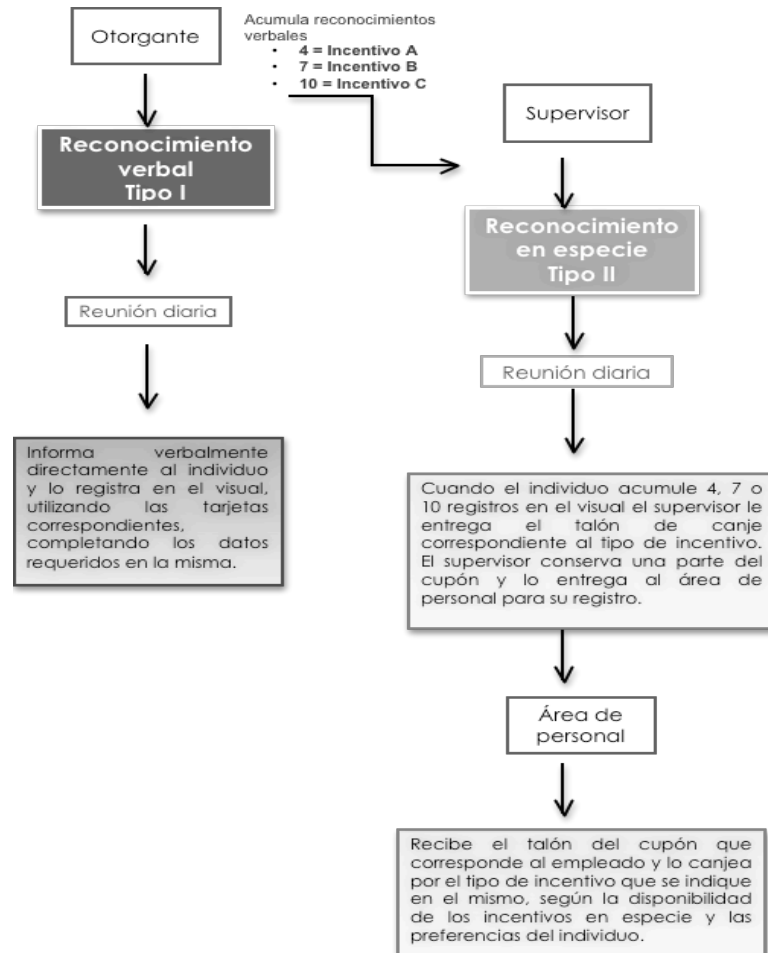 Otorgante
Acumula reconocimientos
verbales
• 4 = Incentivo A
• 7 = Incentivo B
• 10 = Incentivo C
Reconocimiento
verbal
Tipo I
Reunión diaria
Informa verbalmente
directamente al individuo
y lo registra en el visual,
utilizando las tarjetas
correspondientes,
completando los datos
requeridos en la misma.
Supervisor
Reconocimiento
en especie
Tipo II
Reunión diaria
Cuando el individuo acumule 4, 7 o
10 registros en el visual el supervisor le
entrega el talón de canje
correspondiente al tipo de incentivo.
El supervisor conserva una parte del
cupón y lo entrega al área de
personal para su registro.
Área de
personal
Recibe el talón del cupón que
corresponde al empleado y lo canjea
por el tipo de incentivo que se indique
en el mismo, según la disponibilidad
de los incentivos en especie y las
preferencias del individuo.